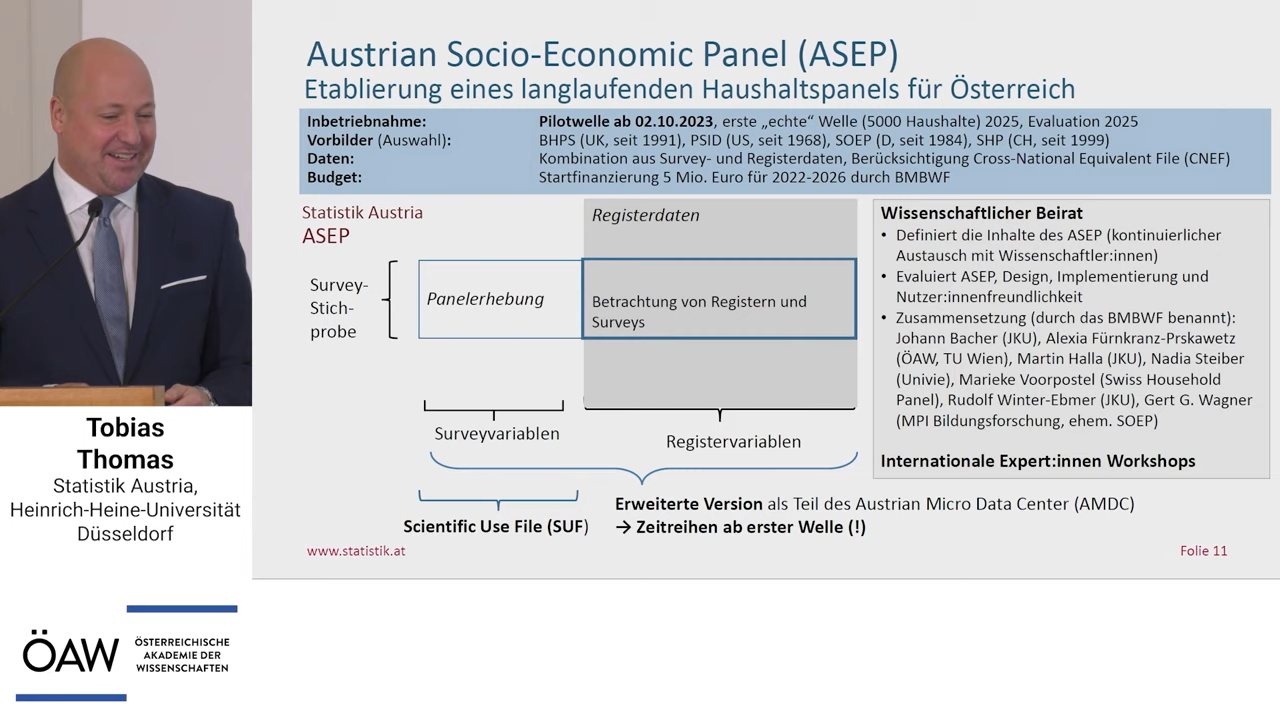 Austrian Socio-Economic Panel (ASEP)
Etablierung eines langlaufenden Haushaltspanels für Österreich
Inbetriebnahme: Pilotwelle ab 02.10.2023, erste „echte“ Welle (5000 Haushalte) 2025, Evaluation 2025
Vorbilder (Auswahl): BHPS (UK, seit 1991), PSID (US, seit 1968), SOEP (D, seit 1984), SHP (CH, seit 1999)
Daten: Kombination aus Survey- und Registerdaten, Berücksichtigung Cross-National Equivalent File (CNEF)
Budget: Startfinanzierung 5 Mio. Euro für 2022-2026 durch BMBWF
Statistik Austria
ASEP
Registerdaten
Survey-
Stich-
probe
Panelerhebung
Betrachtung von Registern und
Surveys
Surveyvariablen
Registervariablen
Scientific Use File (SUF)
Erweiterte Version als Teil des Austrian Micro Data Center (AMDC)
→ Zeitreihen ab erster Welle (!)
Wissenschaftlicher Beirat
• Definiert die Inhalte des ASEP (kontinuierlicher
Austausch mit Wissenschaftler:innen)
• Evaluiert ASEP, Design, Implementierung und
Nutzer:innenfreundlichkeit
• Zusammensetzung (durch das BMBWF benannt):
Johann Bacher (JKU), Alexia Fürnkranz-Prskawetz
(ÖAW, TU Wien), Martin Halla (JKU), Nadia Steiber
(Univie), Marieke Voorpostel (Swiss Household
Panel), Rudolf Winter-Ebmer (JKU), Gert G. Wagner
(MPI Bildungsforschung, ehem. SOEP)
Internationale Expert:innen Workshops
www.statistik.at
Folie 11
Tobias
Thomas
Statistik Austria,
Heinrich-Heine-Universität
Düsseldorf
ÖAW
ÖSTERREICHISCHE
AKADEMIE DER
WISSENSCHAFTEN